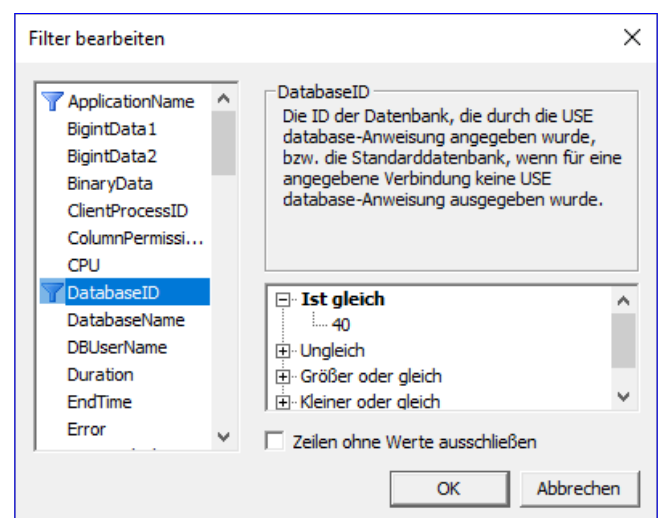 Filter bearbeiten
ApplicationName
BigintData1
BigintData2
BinaryData
ClientProcessID
ColumnPermissi...
CPU
DatabaseID
DatabaseName
DBUserName
Duration
EndTime
Error
DatabaseID
Die ID der Datenbank, die durch die USE
database-Anweisung angegeben wurde,
bzw. die Standarddatenbank, wenn für eine
angegebene Verbindung keine USE
database-Anweisung ausgegeben wurde.
Ist gleich
40
Ungleich
Größer oder gleich
Kleiner oder gleich
Zeilen ohne Werte ausschließen
OK
Abbrechen